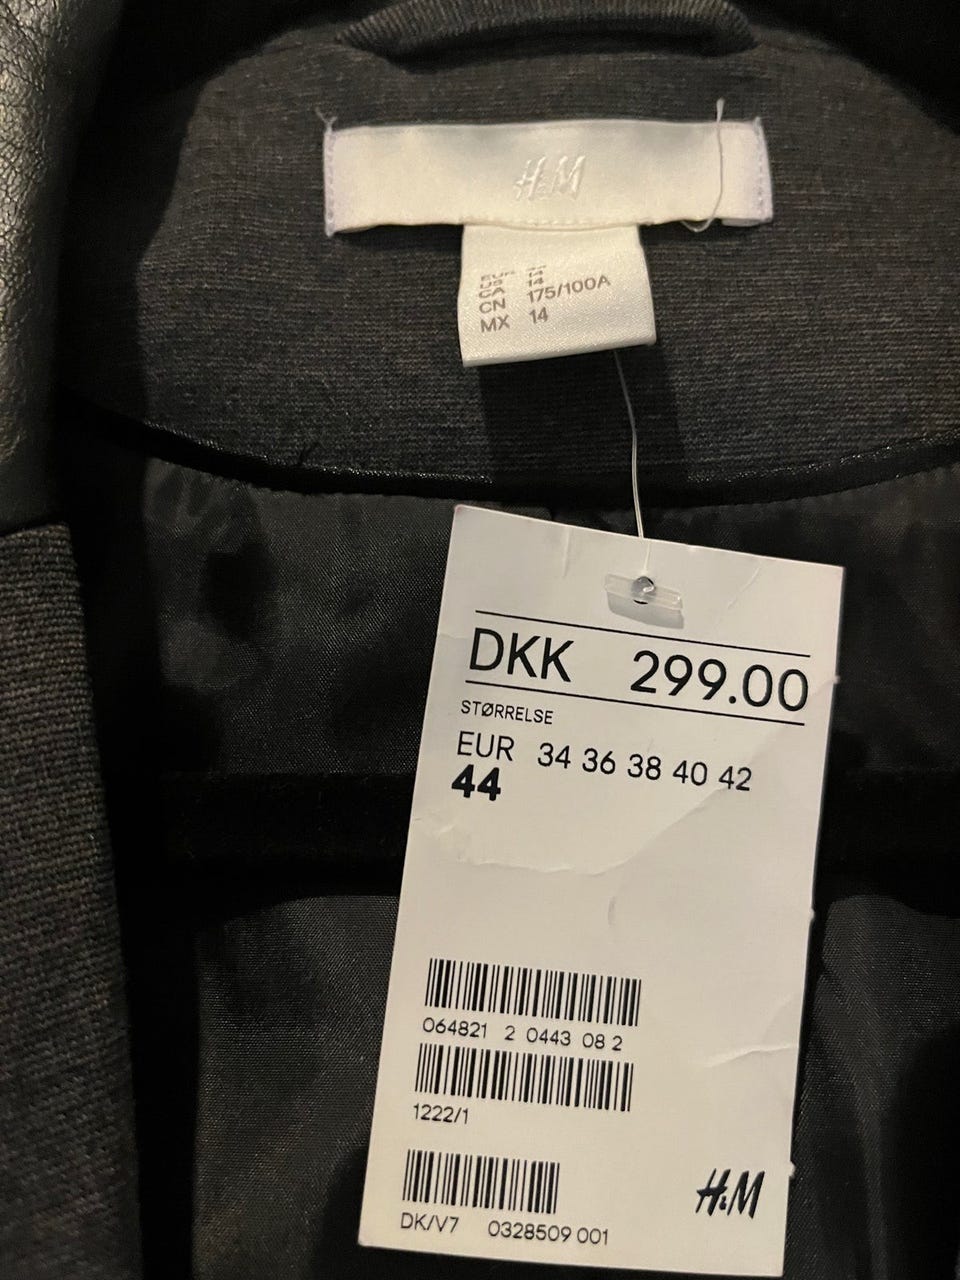 H&M
EUR
US 14
CA 14
CN 175/100A
MX 14
DKK 299.00
STØRRELSE
EUR 34 36 38 40 42
44
064821 2 0443 08 2
1222/1
H&M
DK/V7 0328509 001